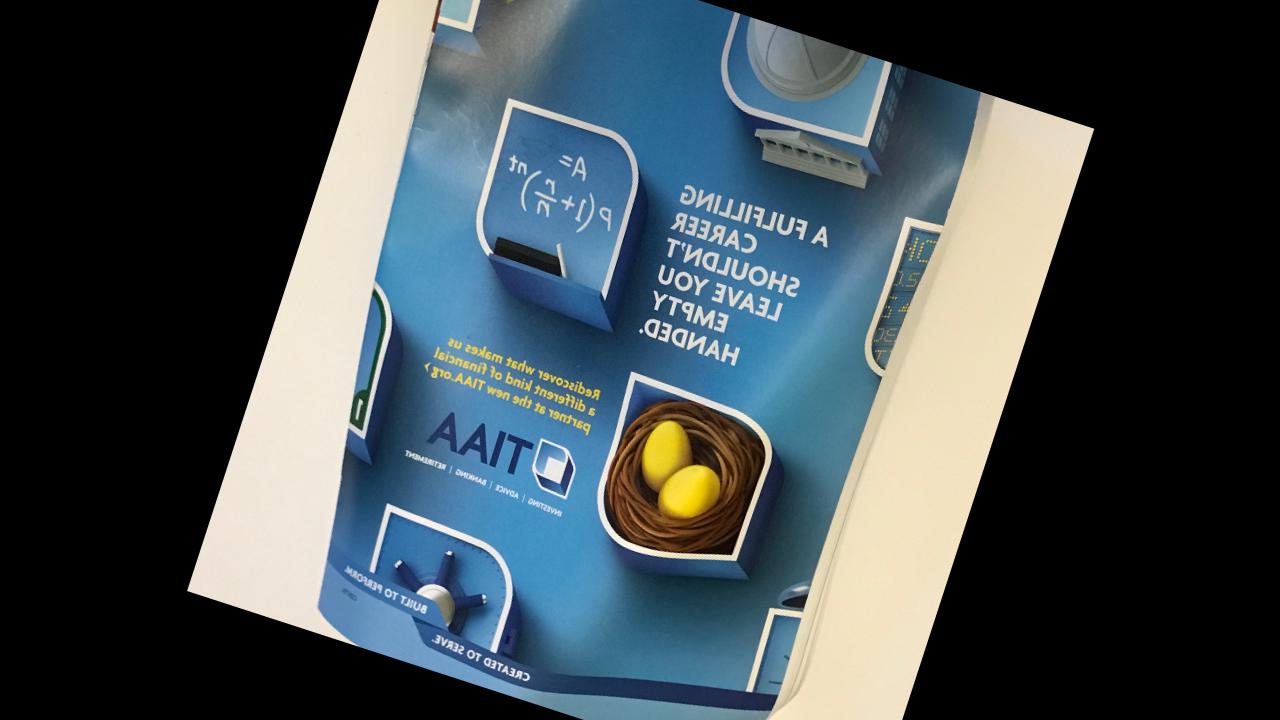 A FULFILLING
CAREER
SHOULDN'T
LEAVE YOU
EMPTY
HANDED.
A=
P(1+r/n)^nt
Rediscover what makes us
a different kind of financial
partner at the new TIAA.org>
TIAA
INVESTING | ADVICE | BANKING | RETIREMENT
BUILT TO PERFORM.
CREATED TO SERVE.